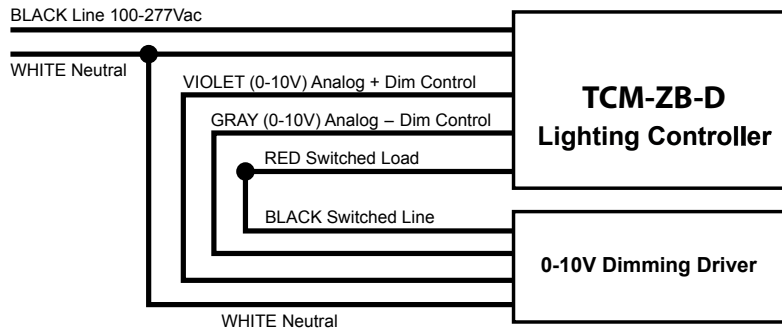 BLACK Line 100-277Vac
WHITE Neutral
VIOLET (0-10V) Analog + Dim Control
GRAY (0-10V) Analog – Dim Control
RED Switched Load
BLACK Switched Line
WHITE Neutral
TCM-ZB-D
Lighting Controller
0-10V Dimming Driver